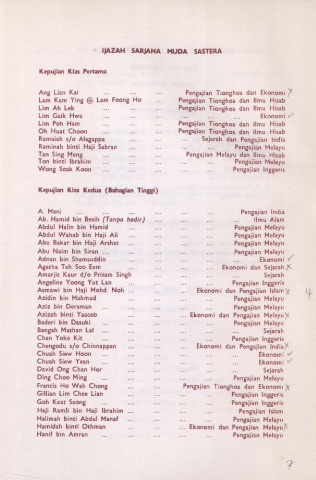 IJAZAH SARJANA MUDA SASTERA
Kepujian Klas Pertama
Ang Lian Kai ... ... ... Pengajian Tionghoa dan Ekonomi X
Lam Kam Ying @ Lam Foong Ho ... Pengajian Tionghoa dan Ilmu Hisab
Lim Ah Lek ... ... ... Pengajian Tionghoa dan Ilmu Hisab
Lim Gaik Hwa ... ... ... Ekonomi ✓
Lim Poh Ham ... ... ... Pengajian Tionghoa dan Ilmu Hisab
Oh Huat Choon ... ... ... Pengajian Tionghoa dan Ilmu Hisab
Ramaiah s/o Alagappa ... ... Sejarah dan Pengajian India
Raminah binti Haji Sabran ... ... Pengajian Melayu
Tan Sing Meng ... ... Pengajian Melayu dan Ilmu Hisab
Ton binti Ibrahim ... ... ... Pengajian Melayu
Wong Soak Koon ... ... ... Pengajian Inggeris
Kepujian Klas Kedua (Bahagian Tinggi)
A. Mani ... ... ... Pengajian India
Ab. Hamid bin Besih (Tanpa hadir) ... ... Ilmu Alam
Abdul Halin bin Hamid ... ... Pengajian Melayu
Abdul Wahab bin Haji Ali ... ... Pengajian Melayu
Abu Bakar bin Haji Arshat ... ... Pengajian Melayu
Abu Naim bin Siran ... ... ... Pengajian Melayu
Adnan bin Shamsuddin ... ... ... Ekonomi ✓
Agatha Teh Soo Eem ... ... Ekonomi dan Sejarah X
Amarjit Kaur d/o Pritam Singh ... ... Sejarah
Angeline Yoong Yut Lan ... ... Pengajian Inggeris
Asmawi bin Haji Mohd. Noh ... Ekonomi dan Pengajian Islam X
Azidin bin Mahmud ... ... ... Pengajian Melayu
Aziz bin Deraman ... ... ... Pengajian Melayu
Azizah binti Yaacob ... ... Ekonomi dan Pengajian Melayu X
Baderi bin Dasuki ... ... ... Pengajian Melayu
Bangah Mathan Lal ... ... ... Sejarah
Chan Yoke Kit ... ... ... Pengajian Inggeris
Chengodu s/o Chinnappan ... Ekonomi dan Pengajian India X
Chuah Siew Hoon ... ... ... Ekonomi ✓
Chuah Siew Yean ... ... ... Ekonomi ✓
David Ong Chan Hor ... ... ... Sejarah
Ding Choo Ming ... ... ... Pengajian Melayu
Francis Ho Wah Chong ... Pengajian Tionghoa dan Ekonomi X
Gillian Lim Chee Lian ... ... Pengajian Inggeris
Goh Keat Seong ... ... ... Pengajian Inggeris
Haji Ramli bin Haji Ibrahim ... ... Pengajian Islam
Halimah binti Abdul Manaf ... ... Pengajian Melayu
Hamidah binti Othman ... Ekonomi dan Pengajian Melayu X
Hanif bin Amran ... ... ... Pengajian Melayu
4
7